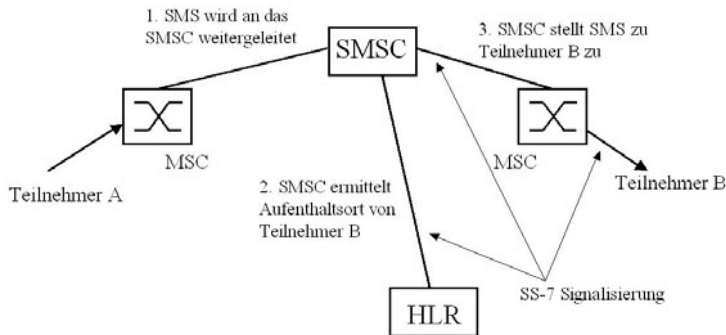 1. SMS wird an das
SMSC weitergeleitet
SMSC
3. SMSC stellt SMS zu
Teilnehmer B zu
MSC
MSC
Teilnehmer A
Teilnehmer B
2. SMSC ermittelt
Aufenthaltsort von
Teilnehmer B
SS-7 Signalisierung
HLR